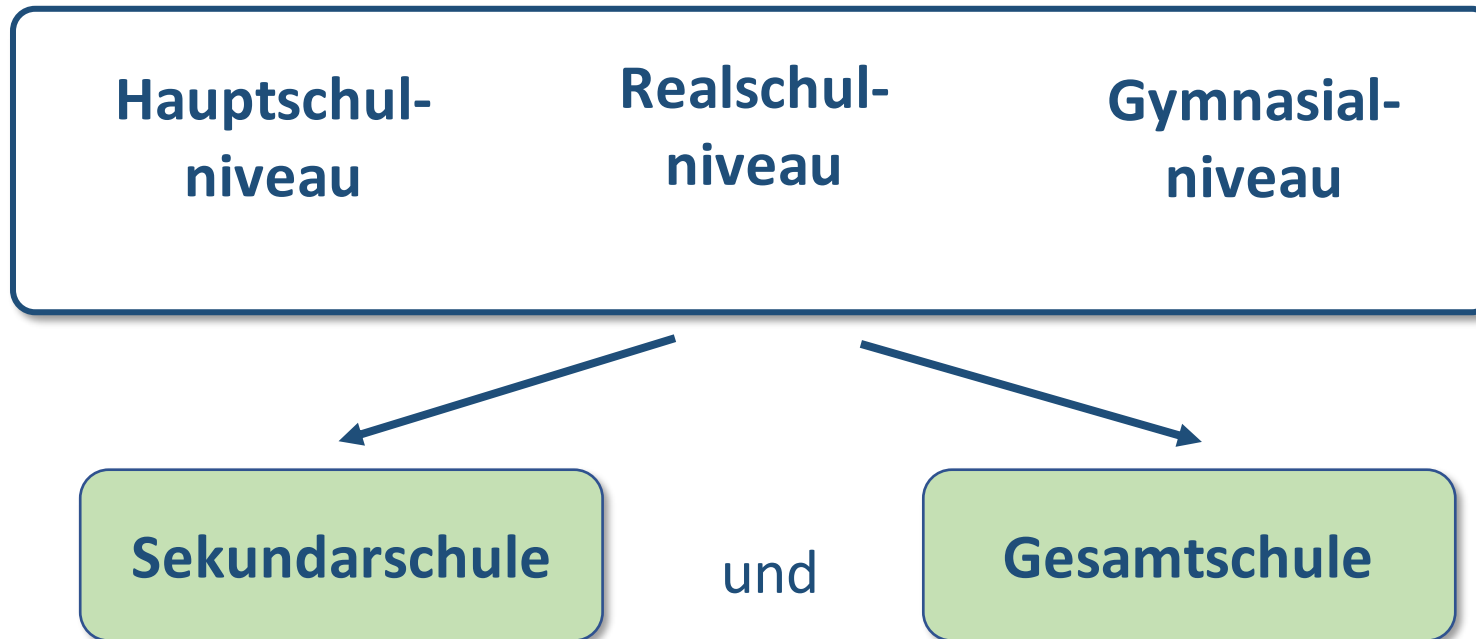 Hauptschul-
niveau
Realschul-
niveau
Gymnasial-
niveau
Sekundarschule
und
Gesamtschule